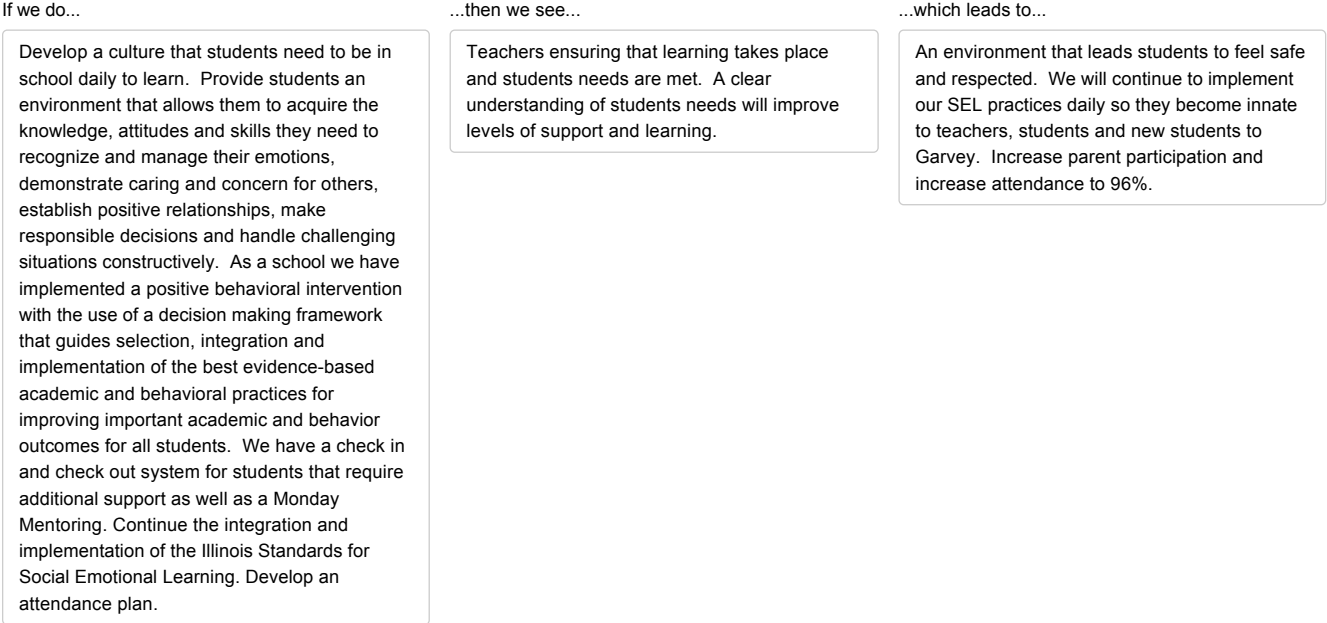 If we do...
Develop a culture that students need to be in
school daily to learn.  Provide students an
environment that allows them to acquire the
knowledge, attitudes and skills they need to
recognize and manage their emotions,
demonstrate caring and concern for others,
establish positive relationships, make
responsible decisions and handle challenging
situations constructively.  As a school we have
implemented a positive behavioral intervention
with the use of a decision making framework
that guides selection, integration and
implementation of the best evidence-based
academic and behavioral practices for
improving important academic and behavior
outcomes for all students.  We have a check in
and check out system for students that require
additional support as well as a Monday
Mentoring. Continue the integration and
implementation of the Illinois Standards for
Social Emotional Learning. Develop an
attendance plan.
...then we see...
Teachers ensuring that learning takes place
and students needs are met.  A clear
understanding of students needs will improve
levels of support and learning.
...which leads to...
An environment that leads students to feel safe
and respected.  We will continue to implement
our SEL practices daily so they become innate
to teachers, students and new students to
Garvey.  Increase parent participation and
increase attendance to 96%.